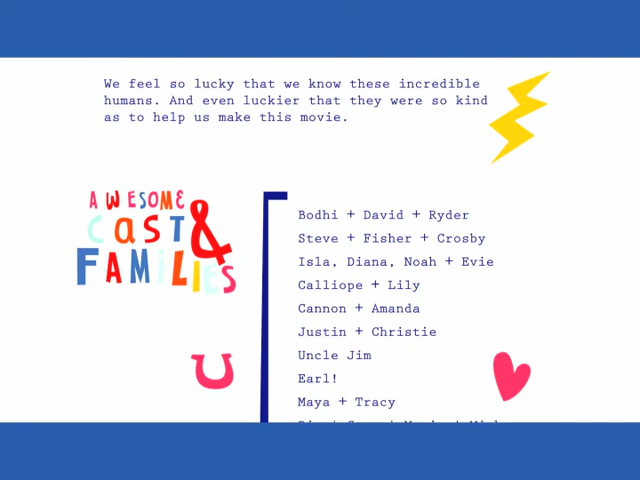 We feel so lucky that we know these incredible
humans. And even luckier that they were so kind
as to help us make this movie.
AWESOME
CAST &
FAMILIES
Bodhi + David + Ryder
Steve + Fisher + Crosby
Isla, Diana, Noah + Evie
Calliope + Lily
Cannon + Amanda
Justin + Christie
Uncle Jim
Earl!
Maya + Tracy